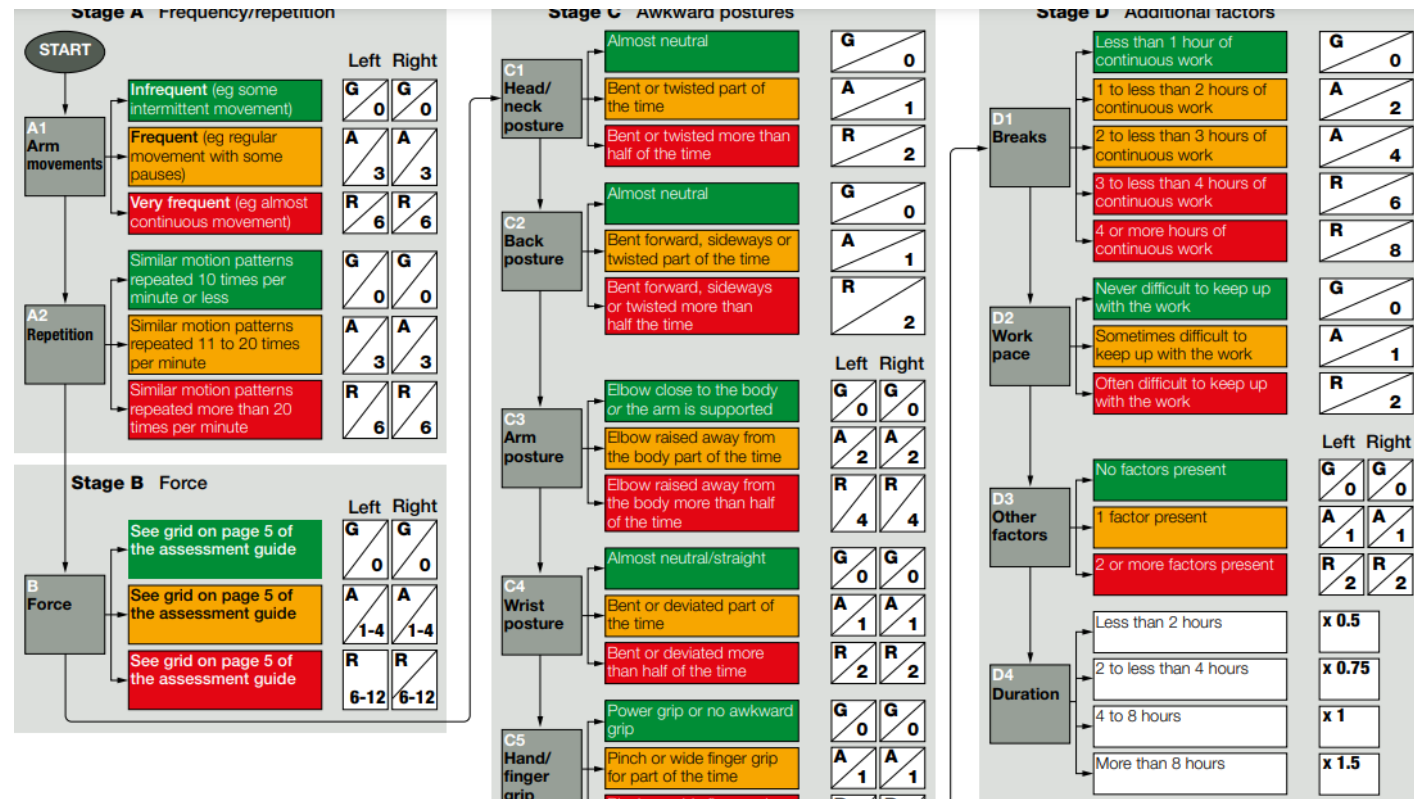 Stage A Frequency/repetition
START
Left Right
A1
Arm
movements
Infrequent (eg some
intermittent movement)
G 0 G 0
Frequent (eg regular
movement with some
pauses)
A 3 A 3
Very frequent (eg almost
continuous movement)
R 6 R 6
A2
Repetition
Similar motion patterns
repeated 10 times per
minute or less
G 0 G 0
Similar motion patterns
repeated 11 to 20 times
per minute
A 3 A 3
Similar motion patterns
repeated more than 20
times per minute
R 6 R 6
Stage B Force
Left Right
B
Force
See grid on page 5 of
the assessment guide
G 0 G 0
See grid on page 5 of
the assessment guide
A 1-4 A 1-4
See grid on page 5 of
the assessment guide
R 6-12 R 6-12
Stage C Awkward postures
C1
Head/
neck
posture
Almost neutral
G 0
Bent or twisted part of
the time
A 1
Bent or twisted more than
half of the time
R 2
C2
Back
posture
Almost neutral
G 0
Bent forward, sideways or
twisted part of the time
A 1
Bent forward, sideways
or twisted more than
half the time
R 2
Left Right
C3
Arm
posture
Elbow close to the body
or the arm is supported
G 0 G 0
Elbow raised away from
the body part of the time
A 2 A 2
Elbow raised away from
the body more than half
of the time
R 4 R 4
C4
Wrist
posture
Almost neutral/straight
G 0 G 0
Bent or deviated part of
the time
A 1 A 1
Bent or deviated more
than half of the time
R 2 R 2
C5
Hand/
finger
grip
Power grip or no awkward
grip
G 0 G 0
Pinch or wide finger grip
for part of the time
A 1 A 1
Stage D Additional factors
D1
Breaks
Less than 1 hour of
continuous work
G 0
1 to less than 2 hours of
continuous work
A 2
2 to less than 3 hours of
continuous work
A 4
3 to less than 4 hours of
continuous work
R 6
4 or more hours of
continuous work
R 8
D2
Work
pace
Never difficult to keep up
with the work
G 0
Sometimes difficult to
keep up with the work
A 1
Often difficult to keep up
with the work
R 2
Left Right
D3
Other
factors
No factors present
G 0 G 0
1 factor present
A 1 A 1
2 or more factors present
R 2 R 2
D4
Duration
Less than 2 hours
x 0.5
2 to less than 4 hours
x 0.75
4 to 8 hours
x 1
More than 8 hours
x 1.5